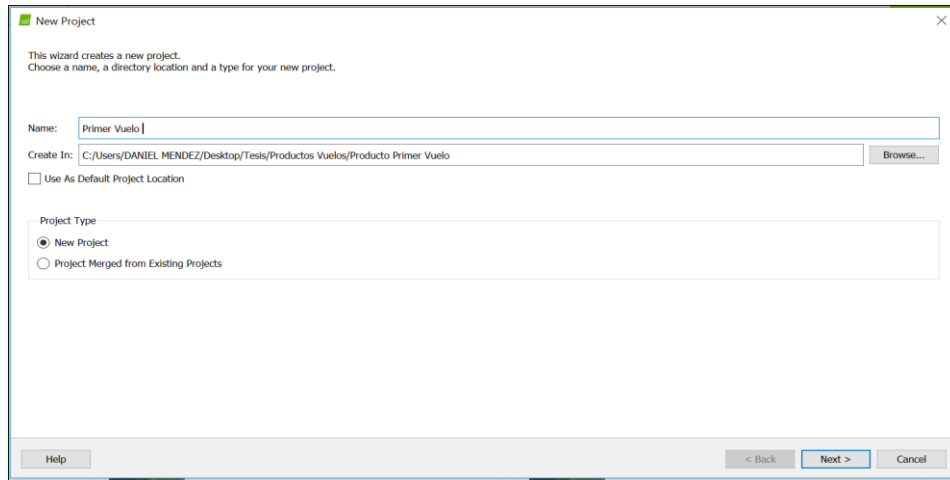 New Project
This wizard creates a new project.
Choose a name, a directory location and a type for your new project.
Name: Primer Vuelo
Create In: C:/Users/DANIEL MENDEZ/Desktop/Tesis/Productos Vuelos/Producto Primer Vuelo Browse...
Use As Default Project Location
Project Type
New Project
Project Merged from Existing Projects
Help < Back Next > Cancel